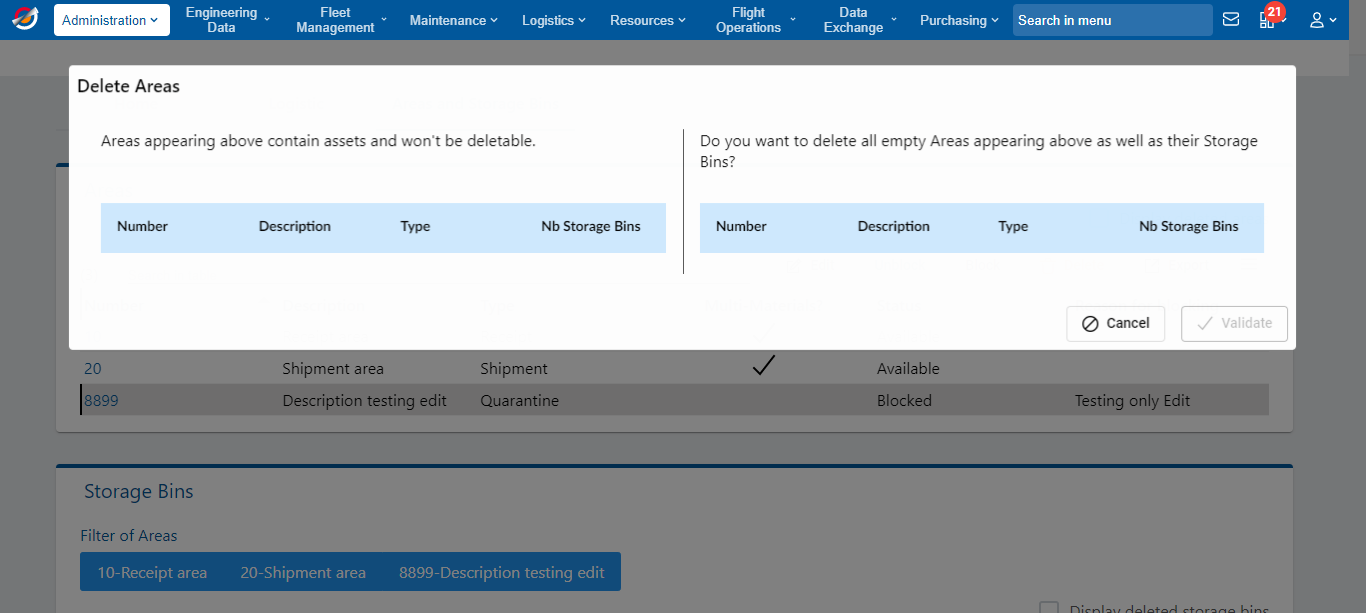 Administration
Engineering
Data
Fleet
Management
Maintenance
Logistics
Resources
Flight
Operations
Data
Exchange
Purchasing
Search in menu
21
Delete Areas
Areas appearing above contain assets and won't be deletable.
Do you want to delete all empty Areas appearing above as well as their Storage
Bins?
Number Description Type Nb Storage Bins
Number Description Type Nb Storage Bins
Cancel
Validate
20 Shipment area Shipment Available
8899 Description testing edit Quarantine Blocked Testing only Edit
Storage Bins
Filter of Areas
10-Receipt area 20-Shipment area 8899-Description testing edit
Display deleted storage bins